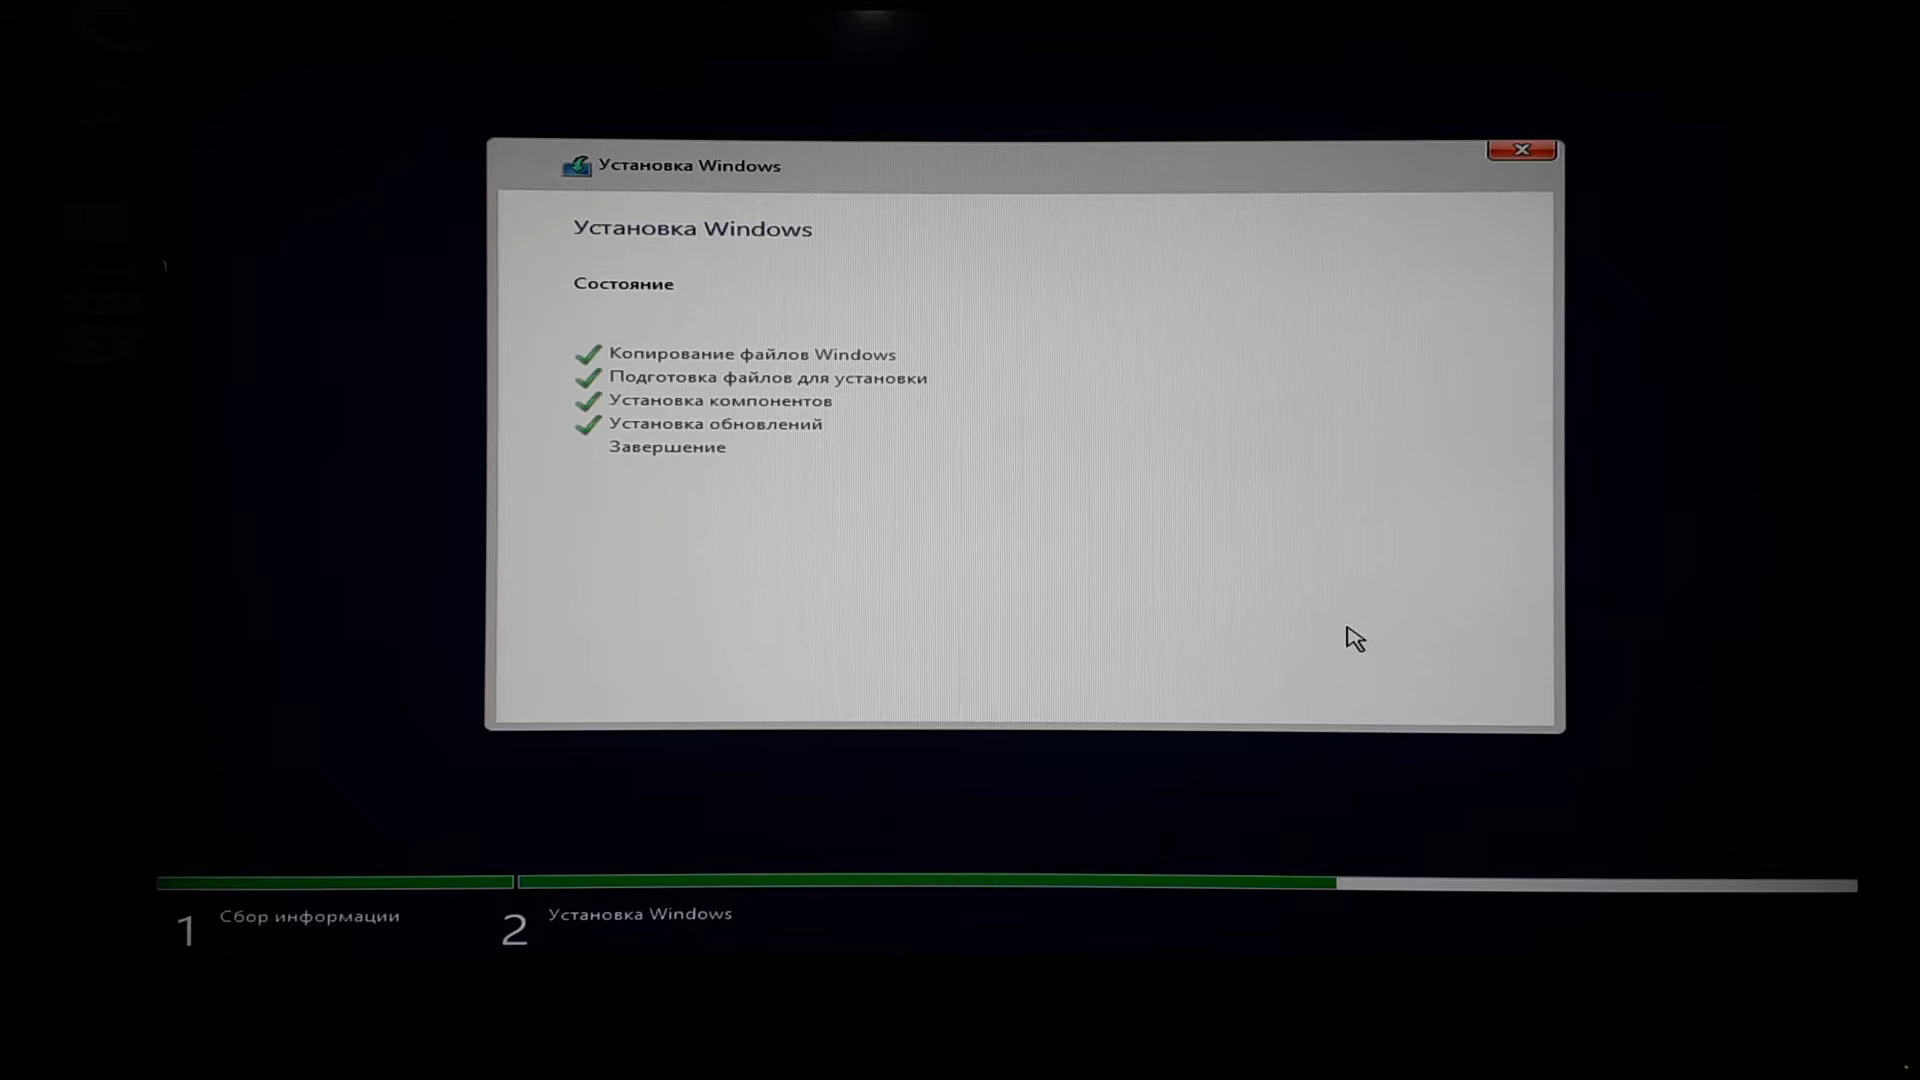 Установка Windows
Установка Windows
Состояние
Копирование файлов Windows
Подготовка файлов для установки
Установка компонентов
Установка обновлений
Завершение
1 Сбор информации
2 Установка Windows